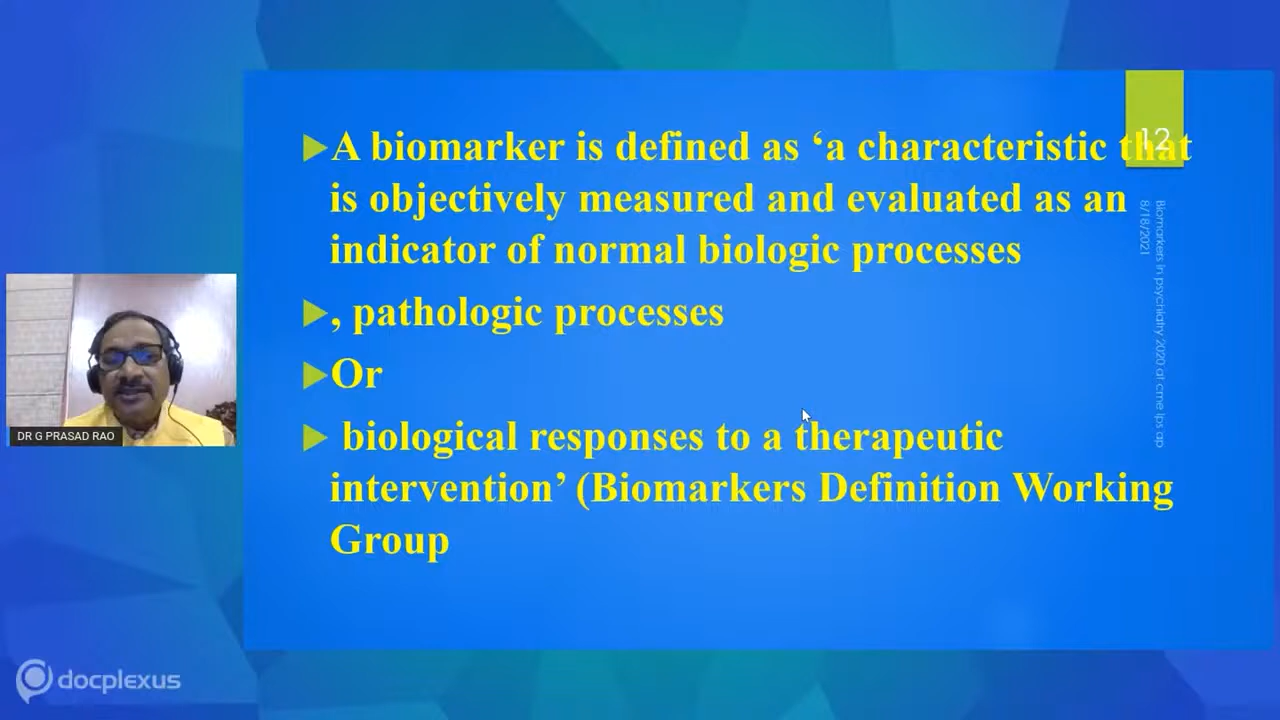 12
A biomarker is defined as ‘a characteristic that
is objectively measured and evaluated as an
indicator of normal biologic processes
, pathologic processes
Or
biological responses to a therapeutic
intervention’ (Biomarkers Definition Working
Group
Biomarkers in psychiatry 2020 at cme ips ap
8/18/2021
DR G PRASAD RAO
docplexus